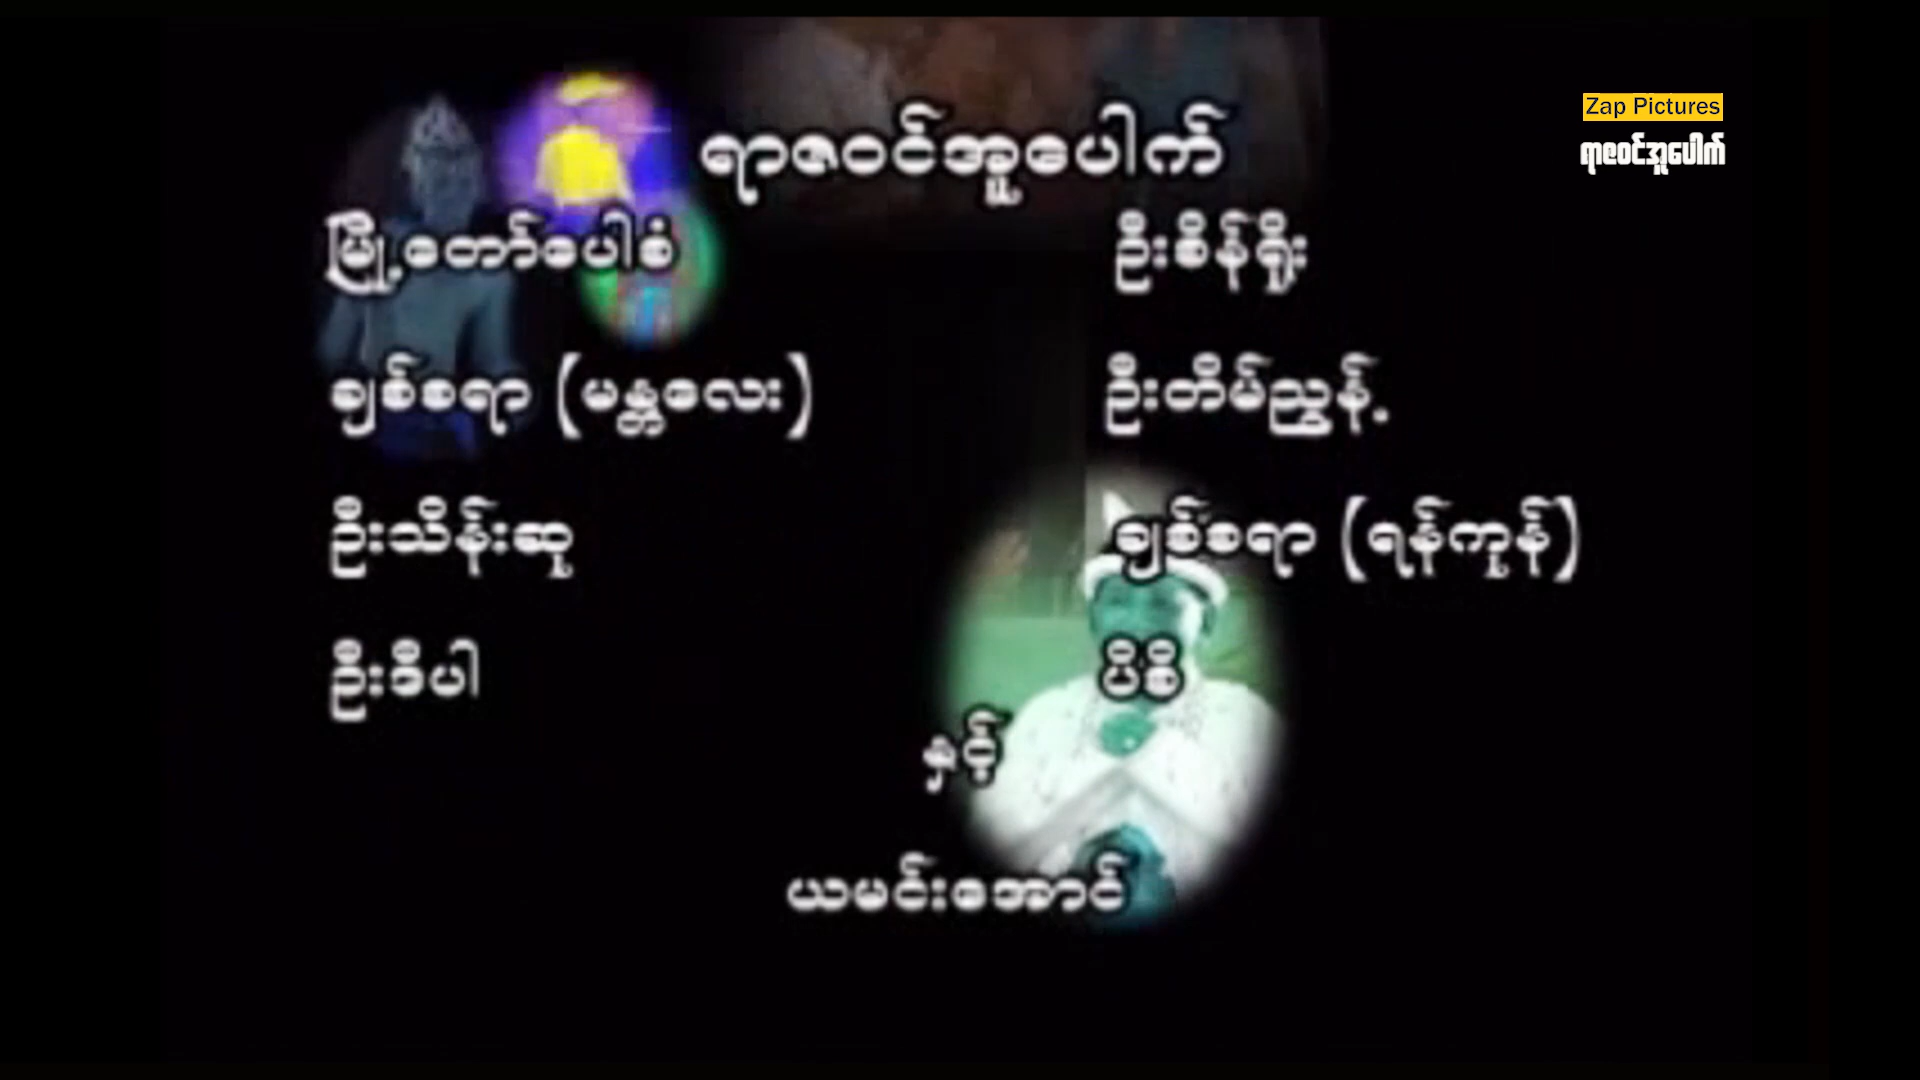 Zap Pictures
ရာဇဝင်အူပေါက်
ရာဇဝင်အူပေါက်
မြို့တော်ပေါစံ ဦးစိန်ရှိုး
ချစ်စရာ (မန္တလေး) ဦးတိမ်ညွန့်
ဦးသိန်းဆု ချစ်စရာ (ရန်ကုန်)
ဦးဒီပါ ပီစီ
နှင့်
ယမင်းအောင်